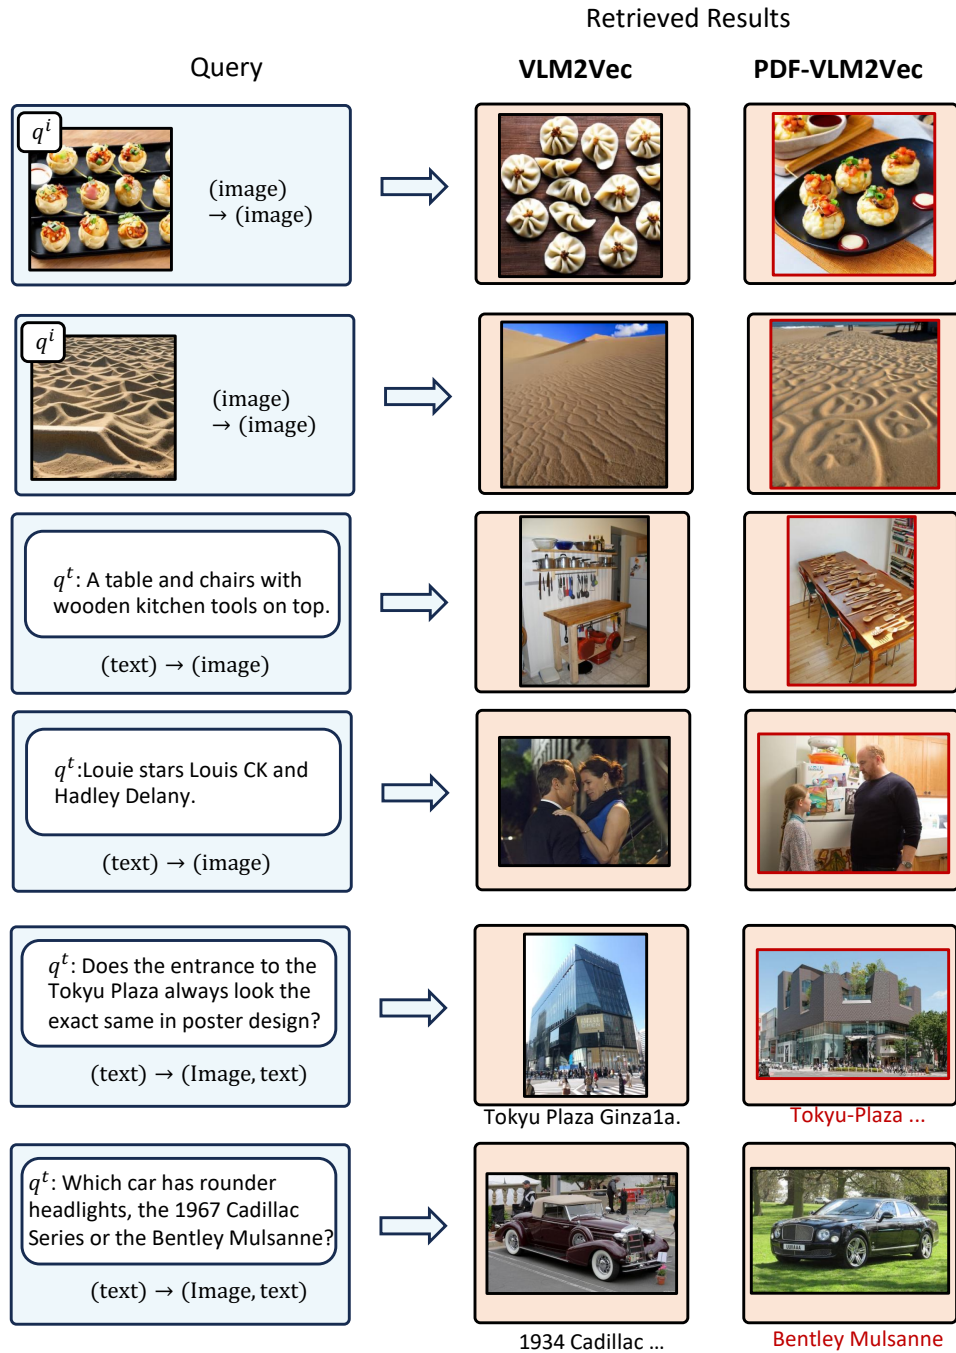 Retrieved Results
Query
VLM2Vec
PDF-VLM2Vec
q^i
(image)
→ (image)
q^i
(image)
→ (image)
q^t: A table and chairs with
wooden kitchen tools on top.
(text) → (image)
q^t:Louie stars Louis CK and
Hadley Delany.
(text) → (image)
q^t: Does the entrance to the
Tokyu Plaza always look the
exact same in poster design?
(text) → (Image, text)
Tokyu Plaza Ginza1a.
Tokyu-Plaza ...
q^t: Which car has rounder
headlights, the 1967 Cadillac
Series or the Bentley Mulsanne?
(text) → (Image, text)
1934 Cadillac ...
Bentley Mulsanne